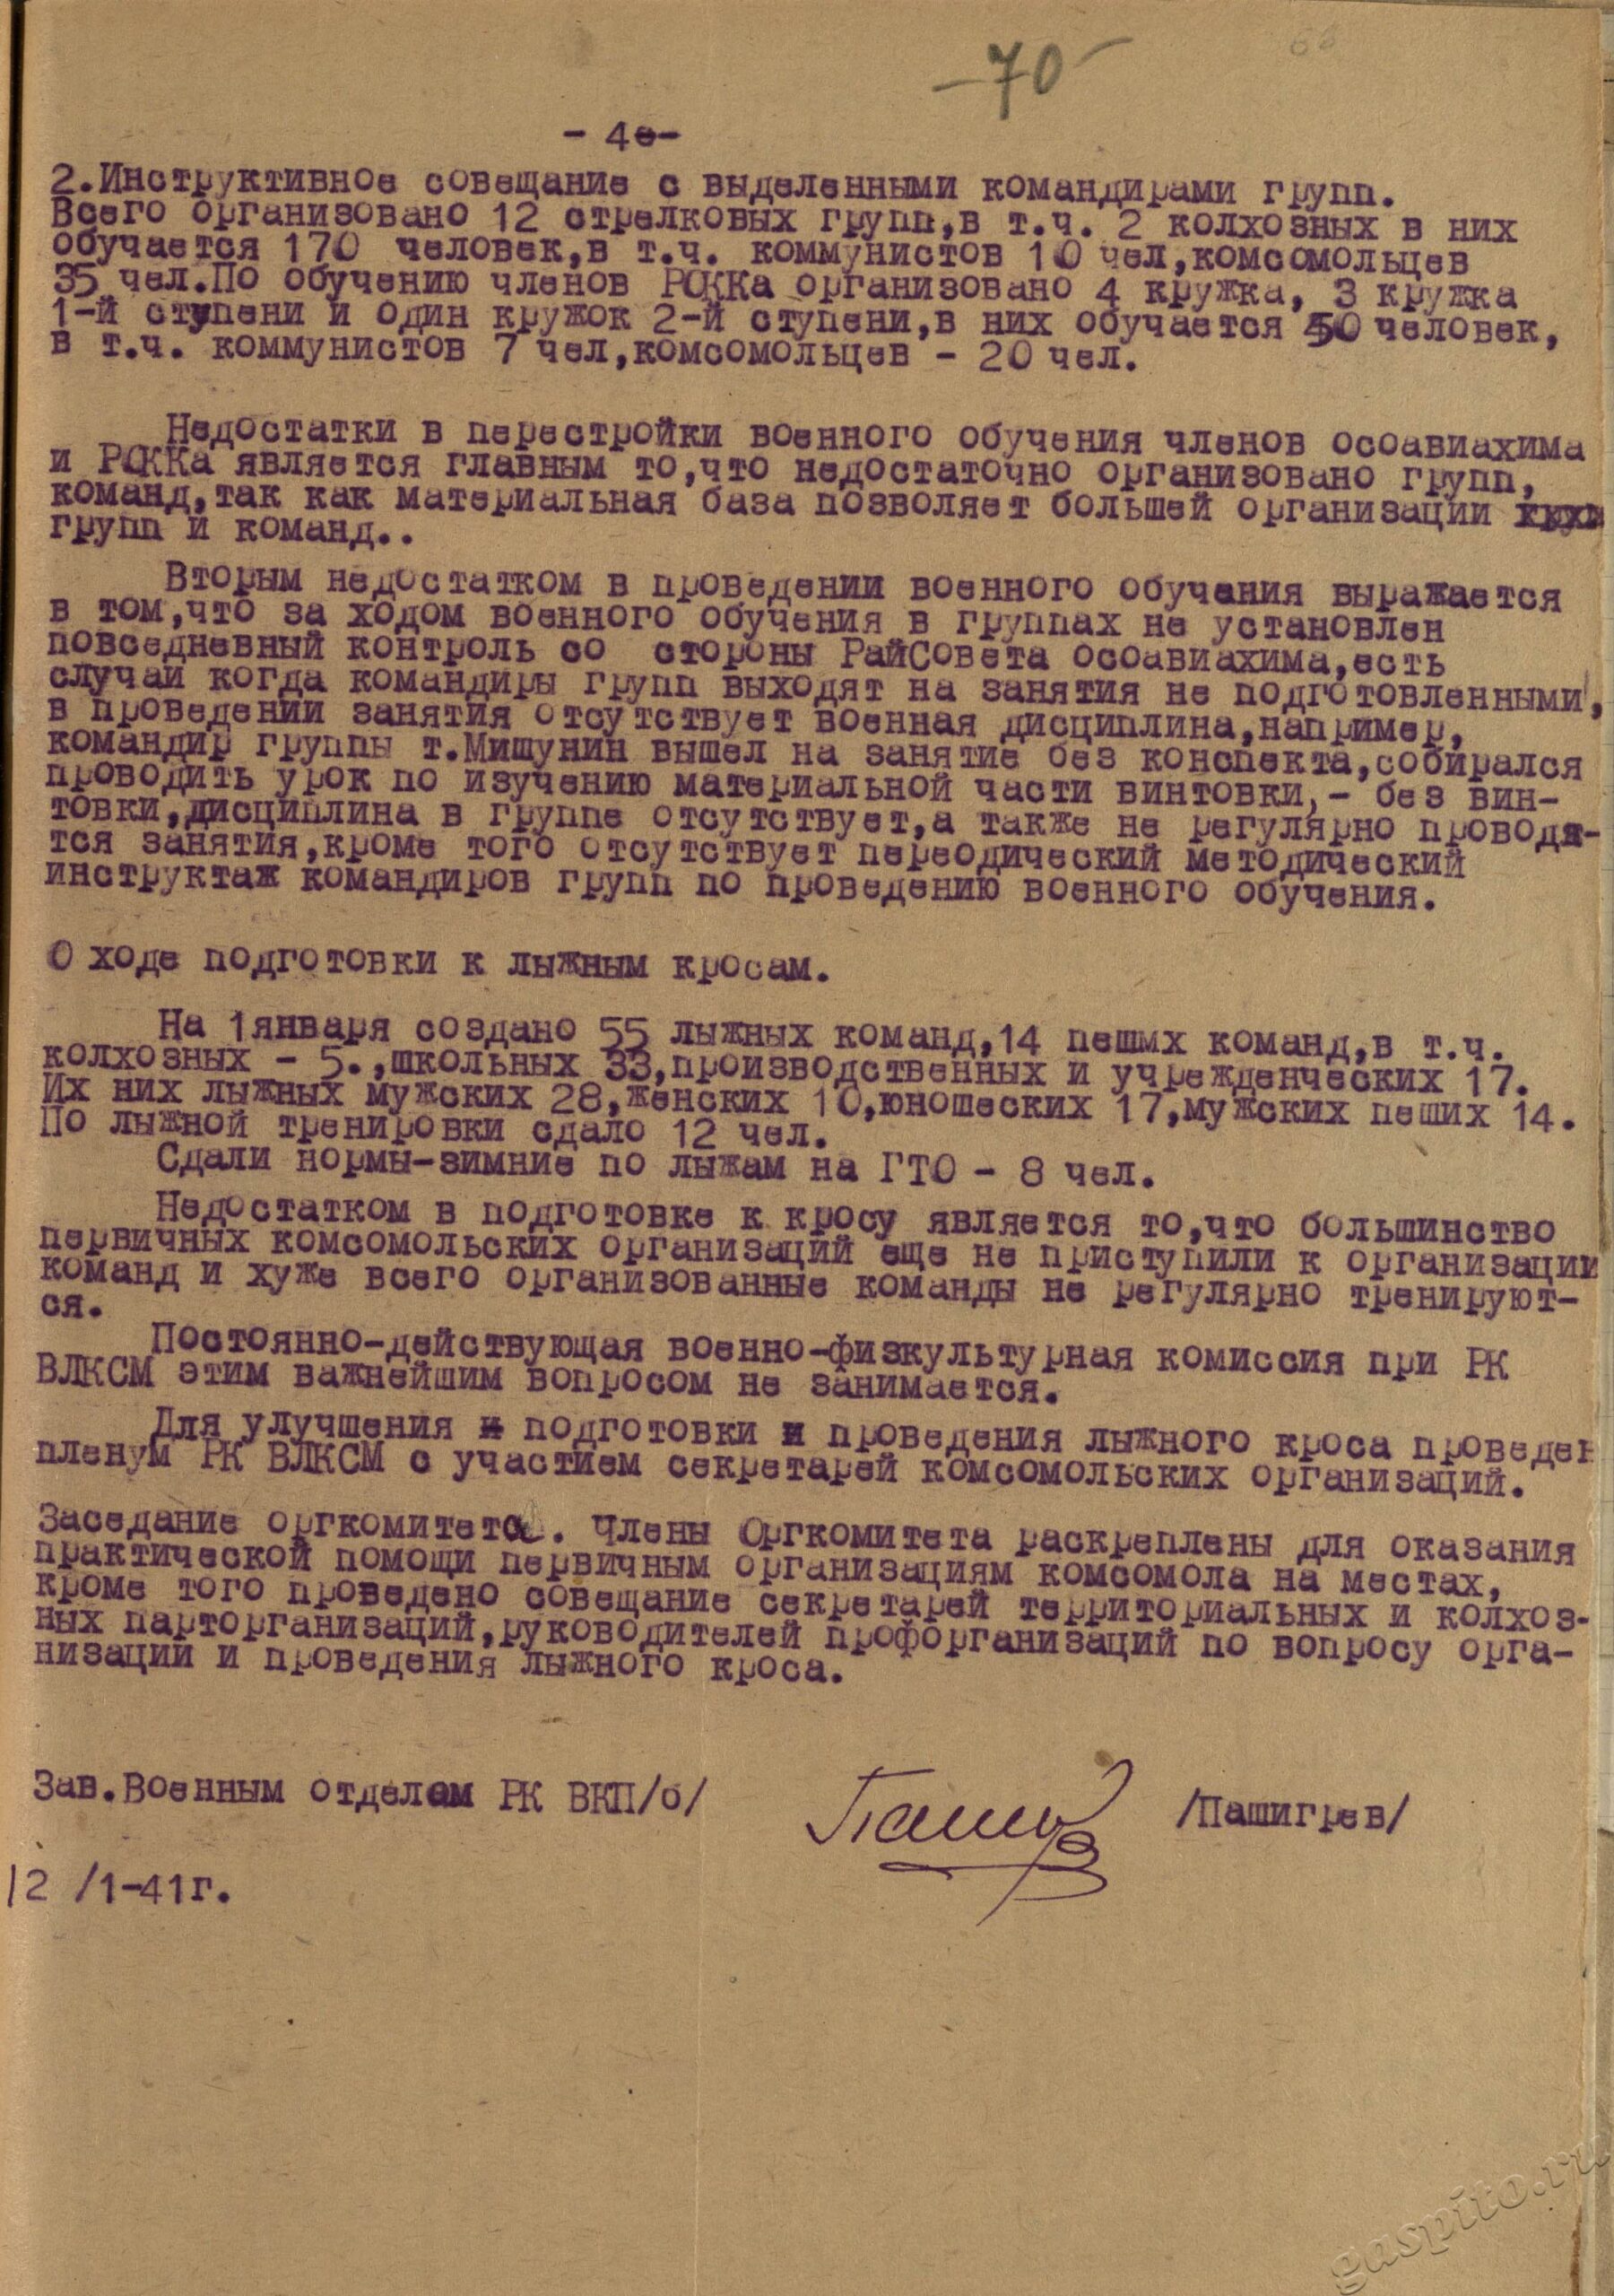 -70-
- 4е-
2.Инструктивное совещание с выделенными командирами групп.
Всего организовано 12 стрелковых групп,в т.ч. 2 колхозных в них
обучается 170 человек,в т.ч. коммунистов 10 чел,комсомольцев
35 чел.По обучению членов РОККа организовано 4 кружка, 3 кружка
1-й ступени и один кружок 2-й ступени,в них обучается 50 человек,
в т.ч. коммунистов 7 чел,комсомольцев - 20 чел.
Недостатки в перестройки военного обучения членов осоавиахима
и РОККа является главным то,что недостаточно организовано групп,
команд,так как материальная база позволяет большей организации
групп и команд..
Вторым недостатком в проведении военного обучения выражается
в том,что за ходом военного обучения в группах не установлен
повседневный контроль со стороны РайСовета осоавиахима,есть
случаи когда командиры групп выходят на занятия не подготовленными,
в проведении занятия отсутствует военная дисциплина,например,
командир группы т.Мишунин вышел на занятие без конспекта,собирался
проводить урок по изучению материальной части винтовки,- без вин-
товки,дисциплина в группе отсутствует,а также не регулярно проводя-
тся занятия,кроме того отсутствует переодический методический
инструктаж командиров групп по проведению военного обучения.
О ходе подготовки к лыжным кросам.
На 1января создано 55 лыжных команд,14 пеших команд,в т.ч.
колхозных - 5.,школьных 33,производственных и учрежденческих 17.
Их них лыжных мужских 28,женских 10,юношеских 17,мужских пеших 14.
По лыжной тренировки сдало 12 чел.
Сдали нормы-зимние по лыжам на ГТО - 8 чел.
Недостатком в подготовке к кросу является то,что большинство
первичных комсомольских организаций еще не приступили к организации
команд и хуже всего организованные команды не регулярно тренируют-
ся.
Постоянно-действующая военно-физкультурная комиссия при РК
ВЛКСМ этим важнейшим вопросом не занимается.
Для улучшения и подготовки и проведения лыжного кроса проведен
пленум РК ВЛКСМ с участием секретарей комсомольских организаций.
Заседание оргкомитета. Члены Оргкомитета раскреплены для оказания
практической помощи первичным организациям комсомола на местах,
кроме того проведено совещание секретарей территориальных и колхоз-
ных парторганизаций,руководителей профорганизаций по вопросу орга-
низации и проведения лыжного кроса.
Зав.Военным отделом РК ВКП/б/ /Пашигрев/
12 /1-41г.
gaspito.ru